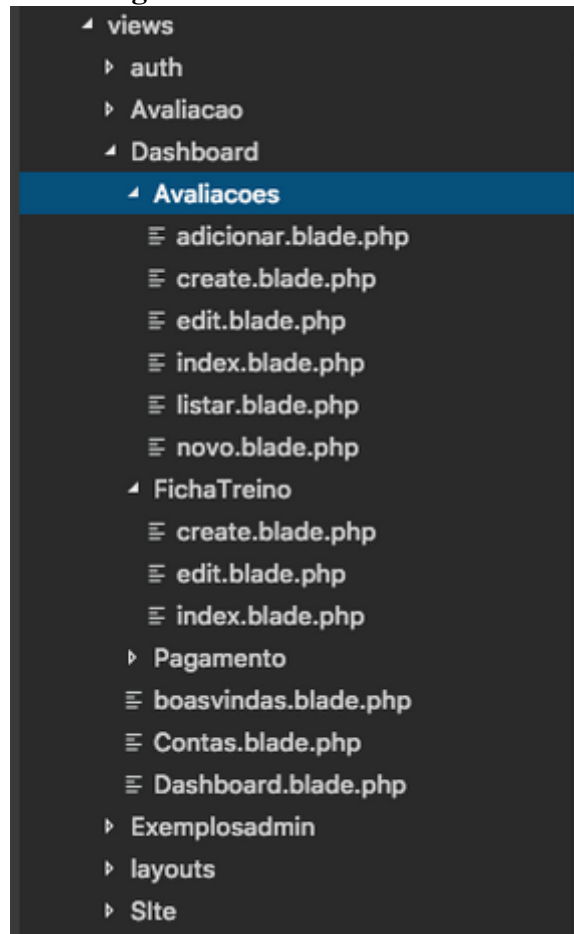 views
auth
Avaliacao
Dashboard
Avaliacoes
adicionar.blade.php
create.blade.php
edit.blade.php
index.blade.php
listar.blade.php
novo.blade.php
FichaTreino
create.blade.php
edit.blade.php
index.blade.php
Pagamento
boasvindas.blade.php
Contas.blade.php
Dashboard.blade.php
Exemplosadmin
layouts
SIte